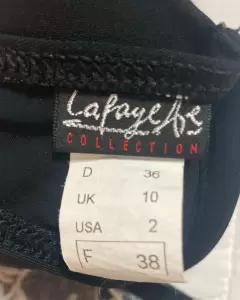 Lafayette
COLLECTION
D 36
UK 10
USA 2
F 38